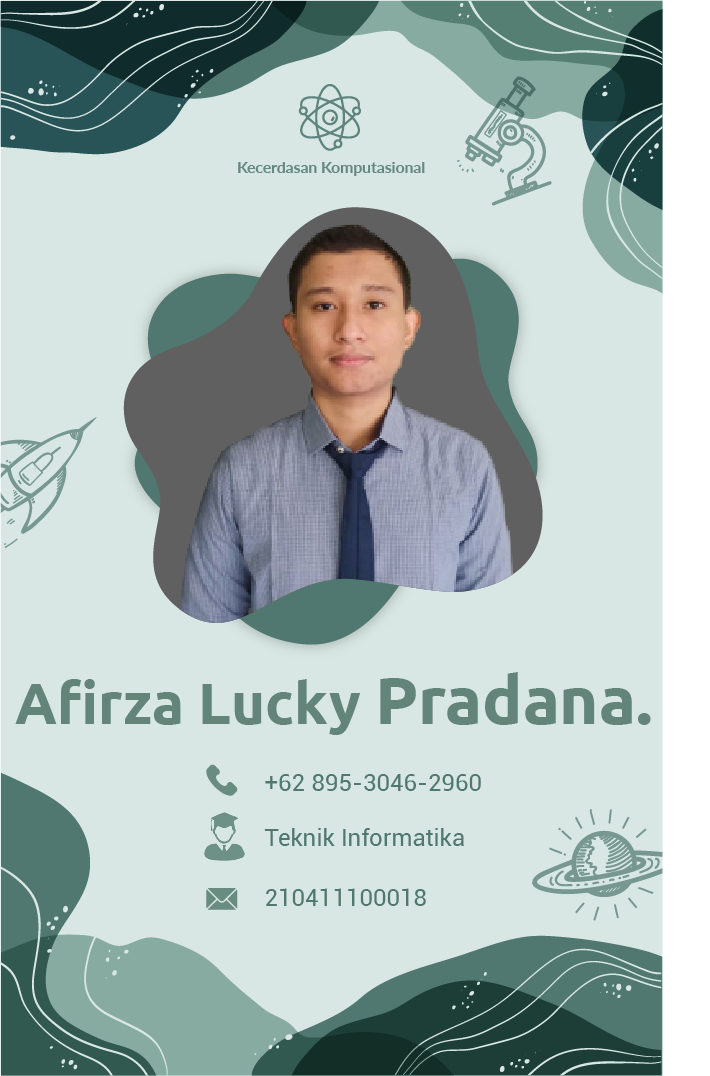 Kecerdasan Komputasional
Afirza Lucky Pradana.
+62 895-3046-2960
Teknik Informatika
210411100018